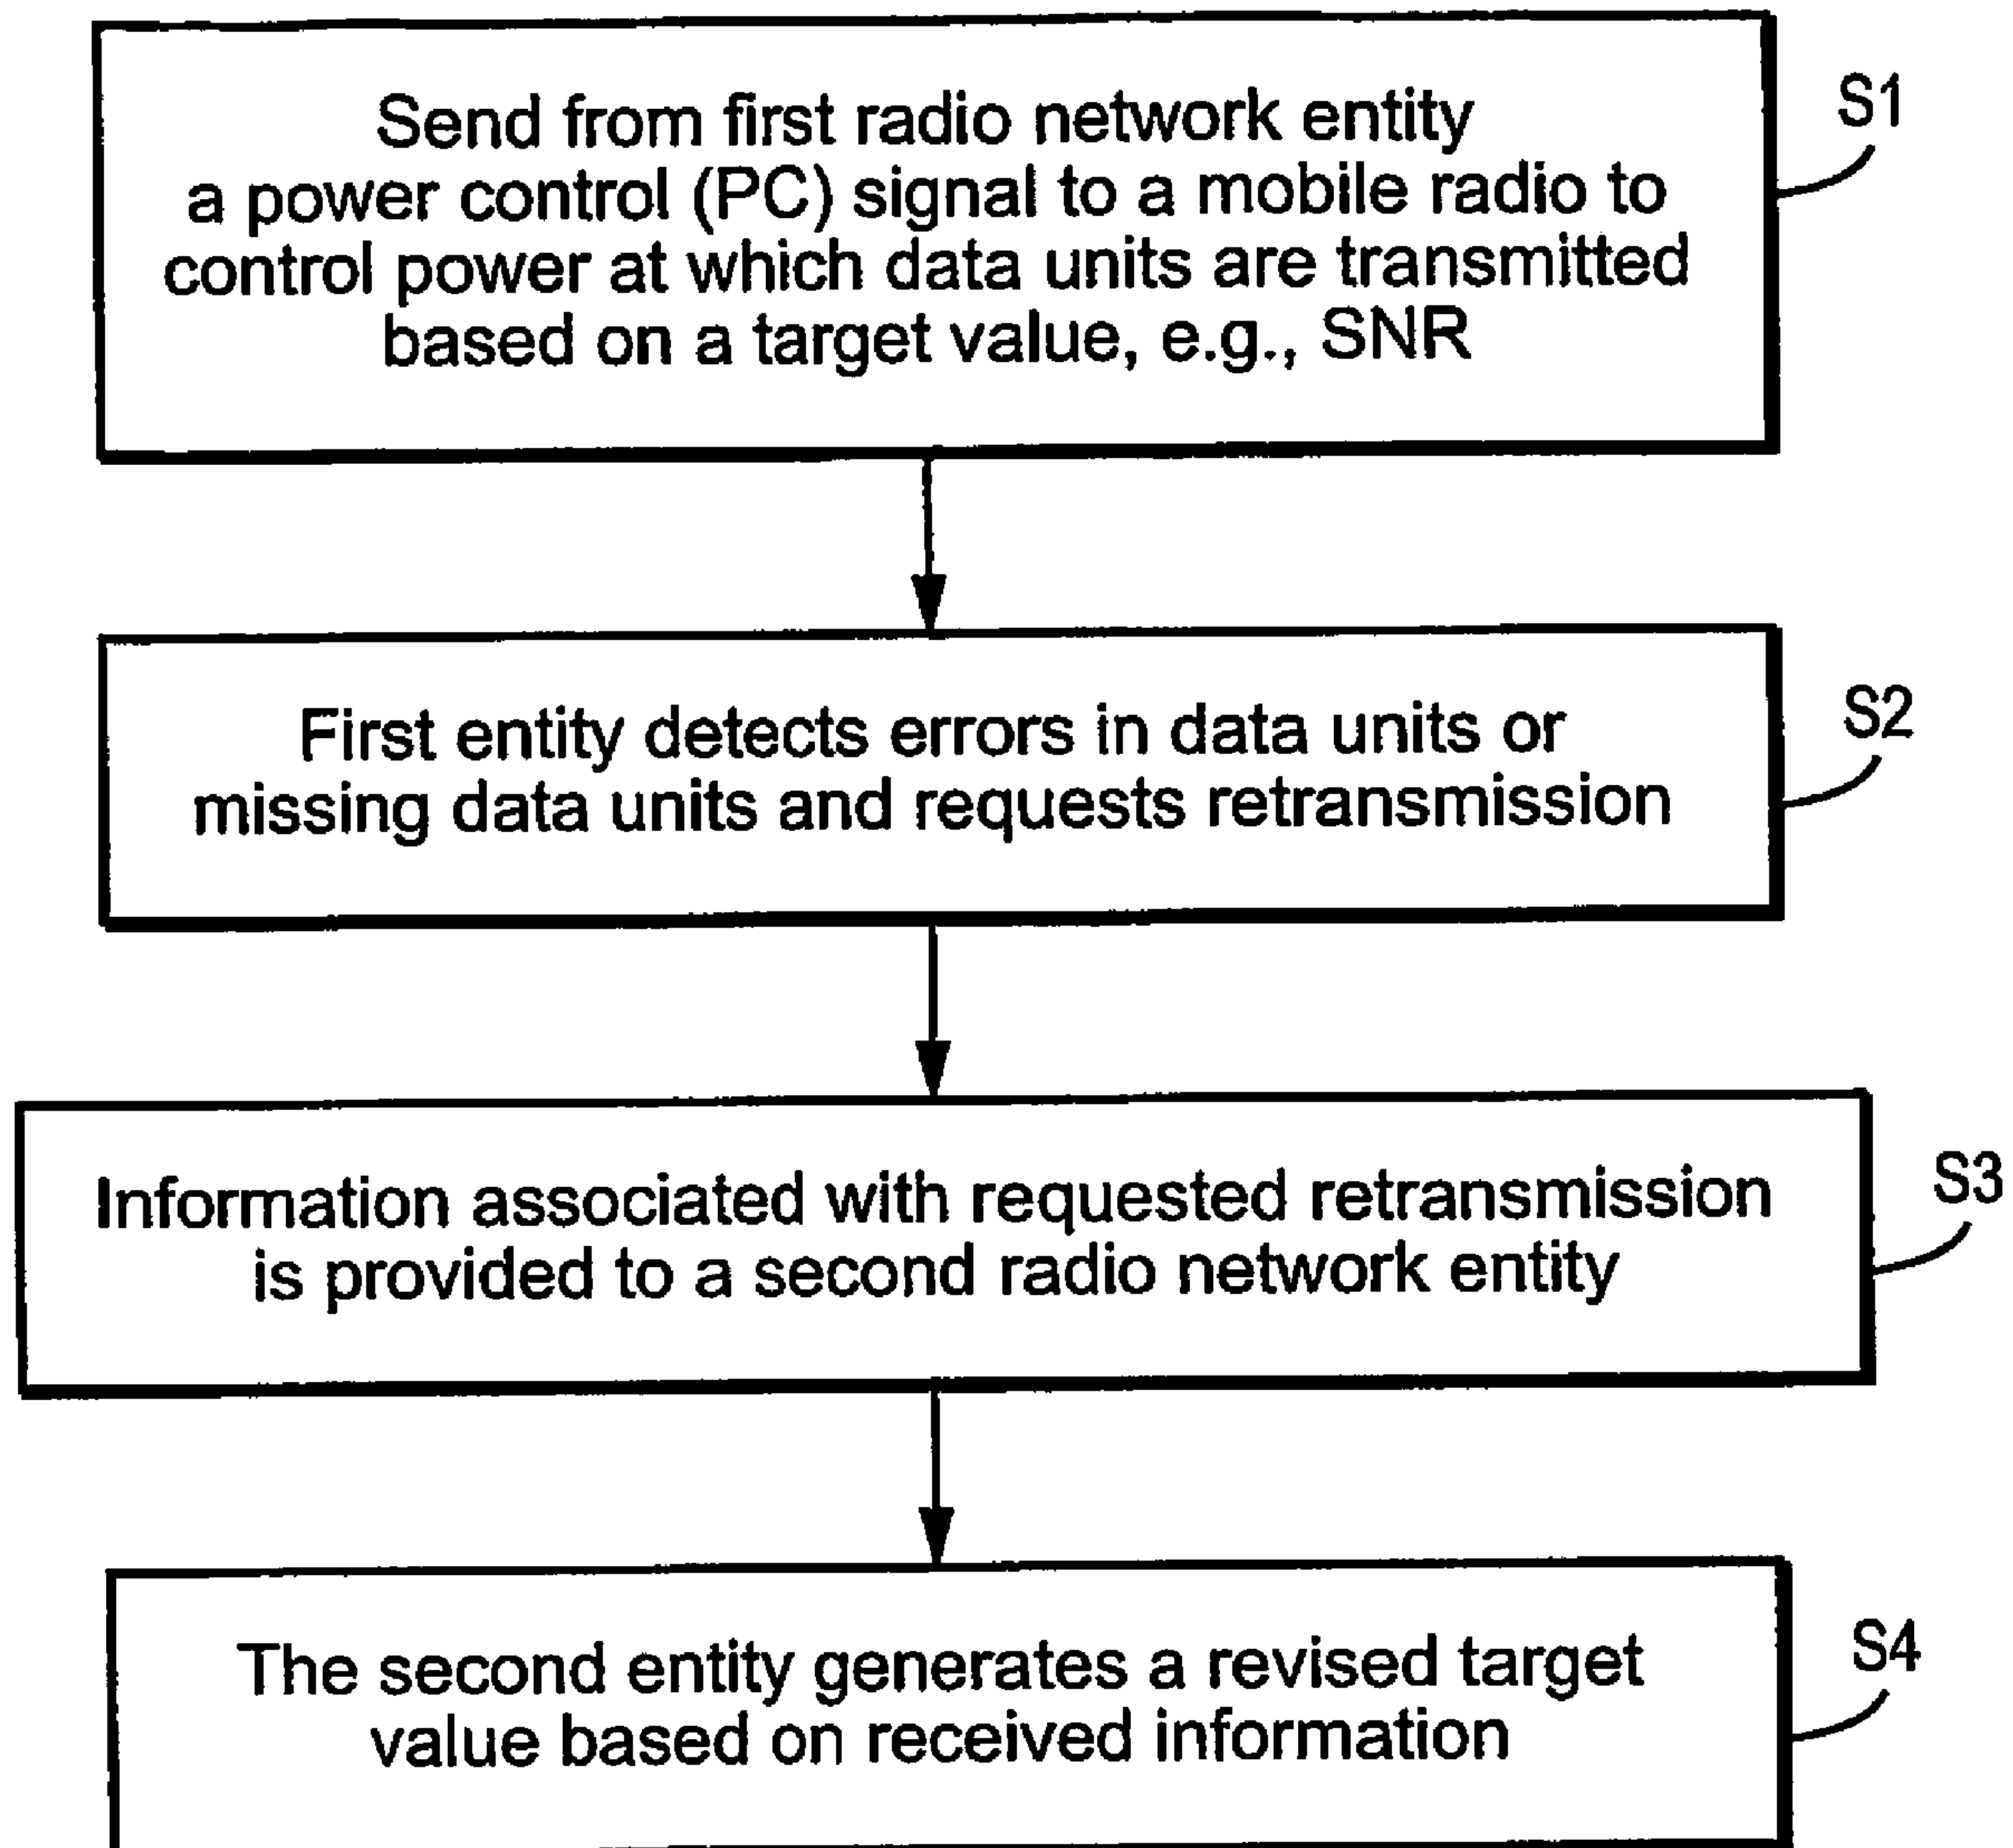 Send from first radio network entity
a power control (PC) signal to a mobile radio to
control power at which data units are transmitted
based on a target value, e.g., SNR
S1
First entity detects errors in data units or
missing data units and requests retransmission
S2
Information associated with requested retransmission
is provided to a second radio network entity
S3
The second entity generates a revised target
value based on received information
S4